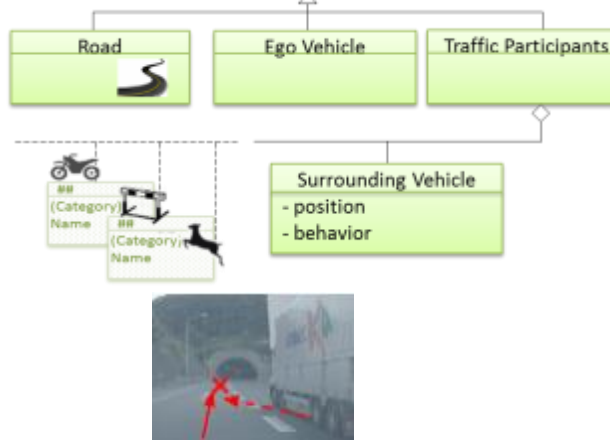 Road
Ego Vehicle
Traffic Participants
Surrounding Vehicle
- position
- behavior
##
(Category)
Name
##
(Category)
Name